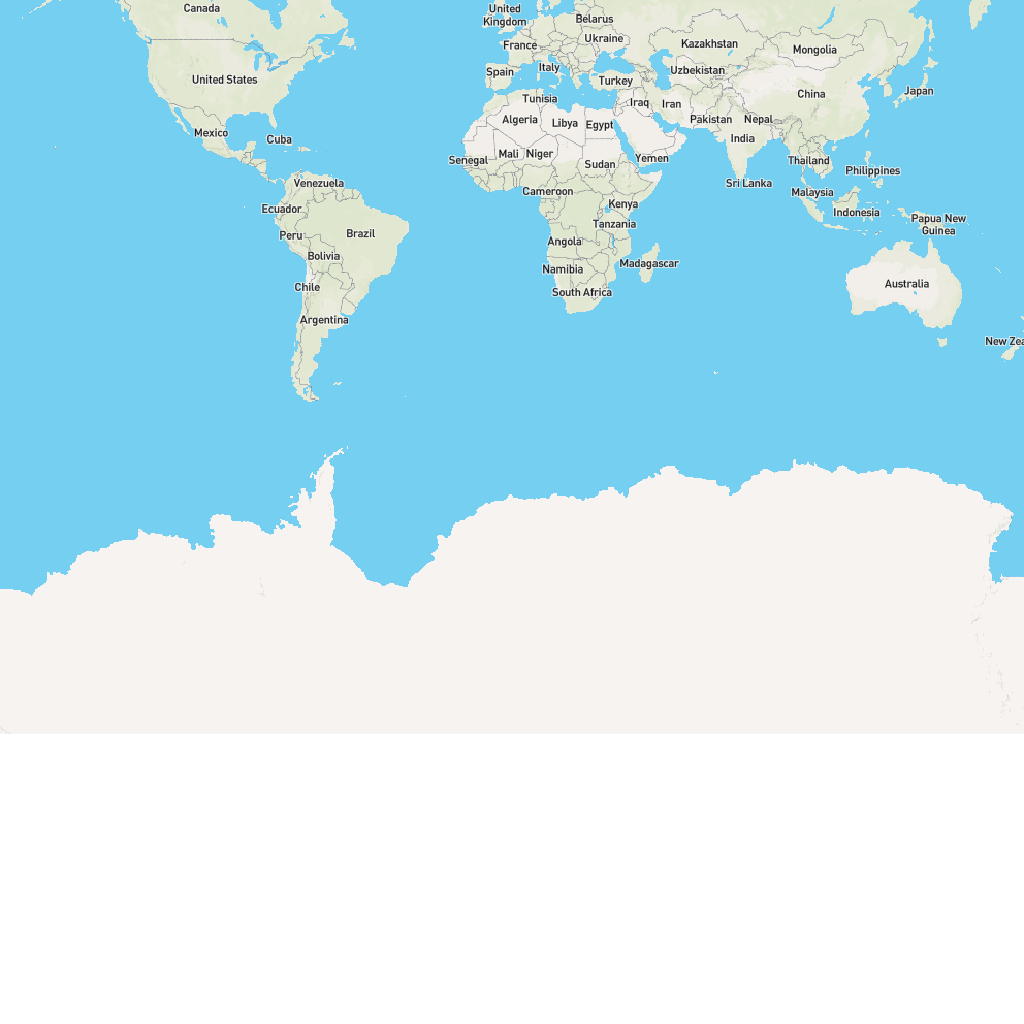 Canada
United
Kingdom
Belarus
Ukraine
France
Kazakhstan
Mongolia
Italy
Spain
Uzbekistan
United States
Turkey
China
Japan
Tunisia
Iraq
Iran
Algeria
Libya
Egypt
Pakistan
Nepal
Mexico
Cuba
India
Senegal
Mali
Niger
Sudan
Yemen
Thailand
Philippines
Venezuela
Cameroon
Sri Lanka
Malaysia
Ecuador
Kenya
Indonesia
Papua New
Guinea
Peru
Brazil
Tanzania
Angola
Bolivia
Namibia
Madagascar
Chile
South Africa
Australia
Argentina
New Zea